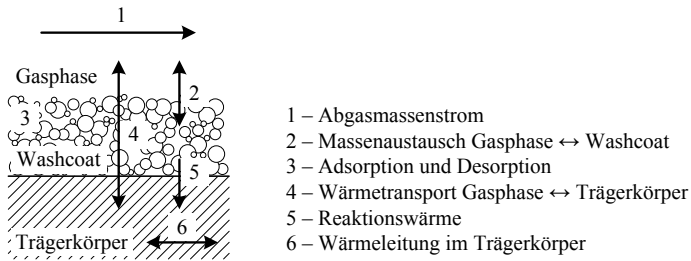 1
Gasphase
2
3
4
Washcoat
5
6
Trägerkörper
1 – Abgasmassenstrom
2 – Massenaustausch Gasphase ↔ Washcoat
3 – Adsorption und Desorption
4 – Wärmetransport Gasphase ↔ Trägerkörper
5 – Reaktionswärme
6 – Wärmeleitung im Trägerkörper